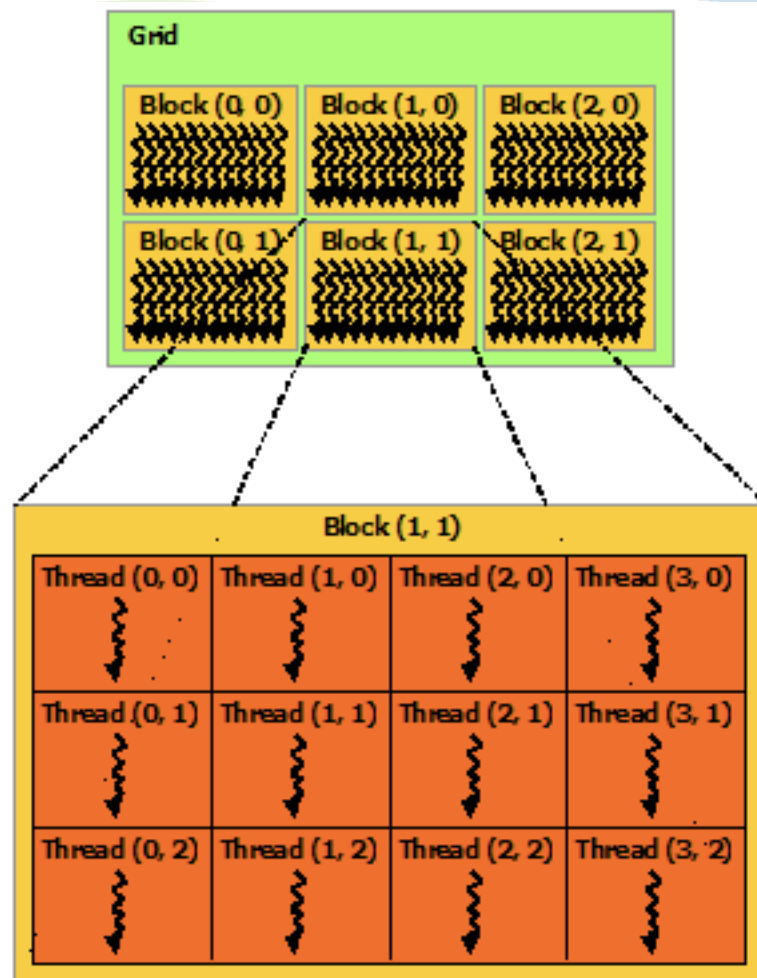 Grid
Block (0, 0) Block (1, 0) Block (2, 0)
Block (0, 1) Block (1, 1) Block (2, 1)
Block (1, 1)
Thread (0, 0) Thread (1, 0) Thread (2, 0) Thread (3, 0)
Thread (0, 1) Thread (1, 1) Thread (2, 1) Thread (3, 1)
Thread (0, 2) Thread (1, 2) Thread (2, 2) Thread (3, 2)